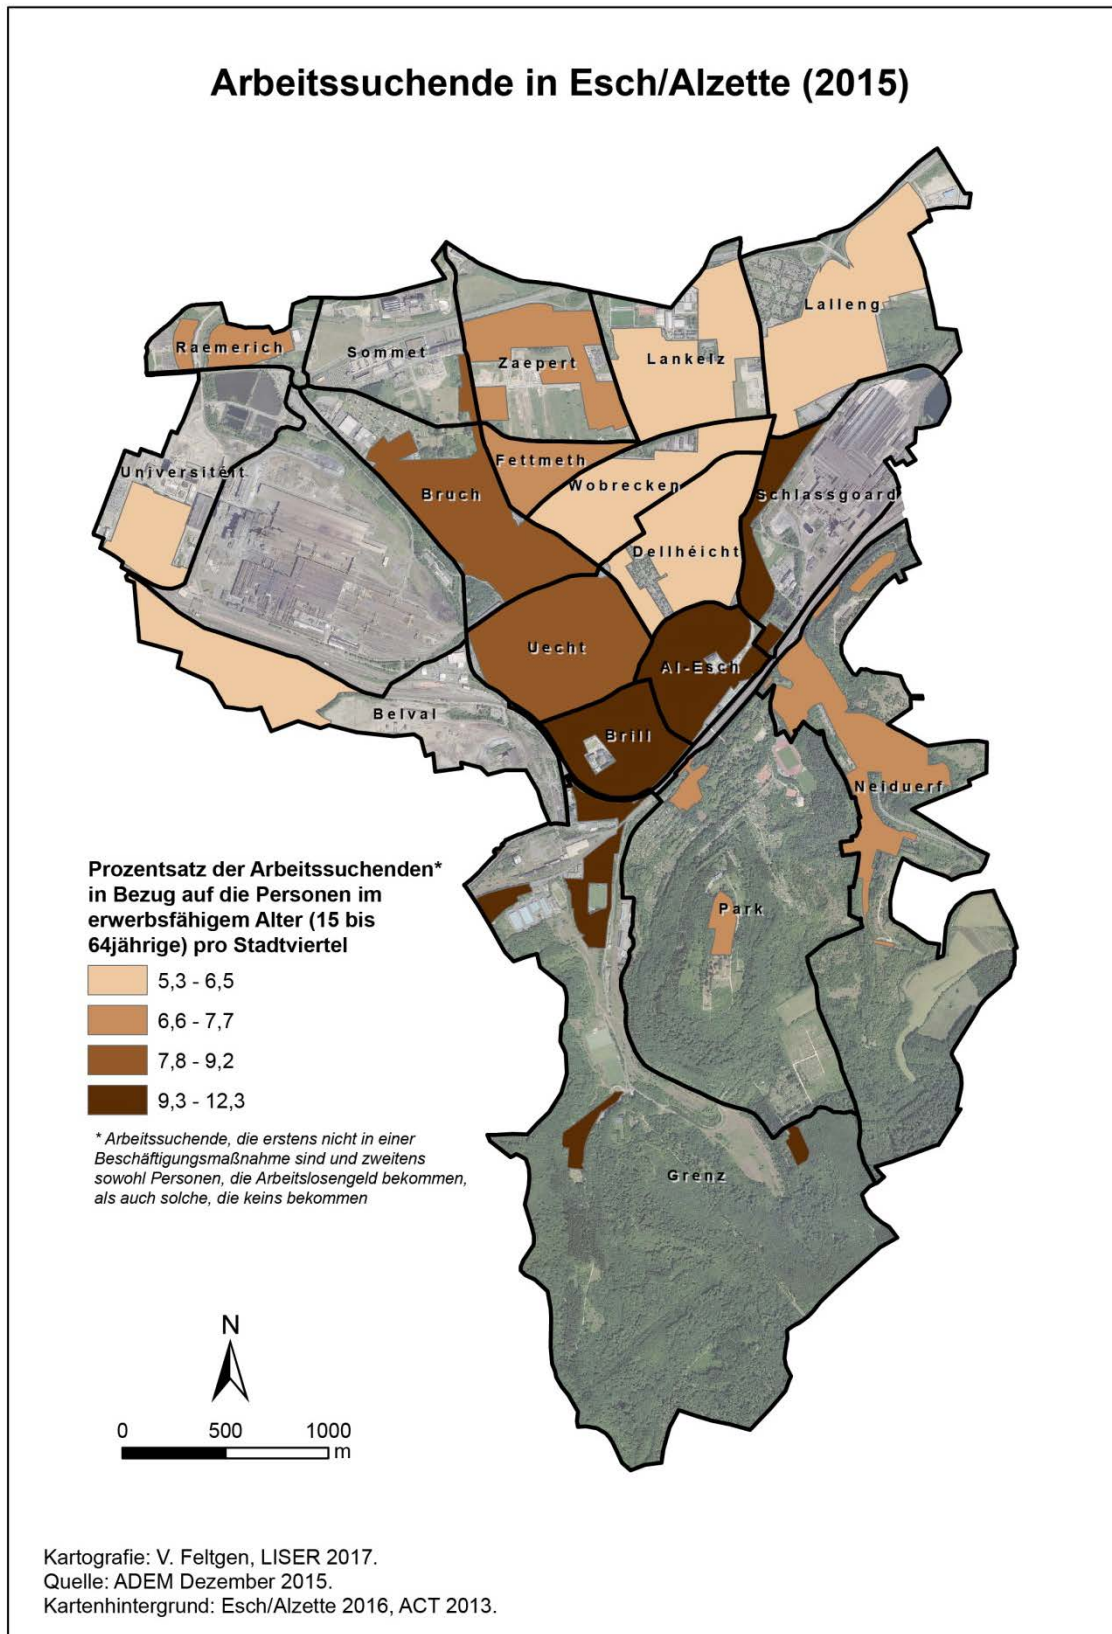 Arbeitssuchende in Esch/Alzette (2015)
Lalleng
Raemerich
Sommet
Zaepert
Lankelz
Fettmeth
Universitéit
Bruch
Wobrecken
Schlassgoard
Dellhéicht
Uecht
Al-Esch
Belval
Brill
Neiduerf
Park
Grenz
Prozentsatz der Arbeitssuchenden*
in Bezug auf die Personen im
erwerbsfähigem Alter (15 bis
64jährige) pro Stadtviertel
5,3 - 6,5
6,6 - 7,7
7,8 - 9,2
9,3 - 12,3
* Arbeitssuchende, die erstens nicht in einer
Beschäftigungsmaßnahme sind und zweitens
sowohl Personen, die Arbeitslosengeld bekommen,
als auch solche, die keins bekommen
N
0 500 1000
m
Kartografie: V. Feltgen, LISER 2017.
Quelle: ADEM Dezember 2015.
Kartenhintergrund: Esch/Alzette 2016, ACT 2013.